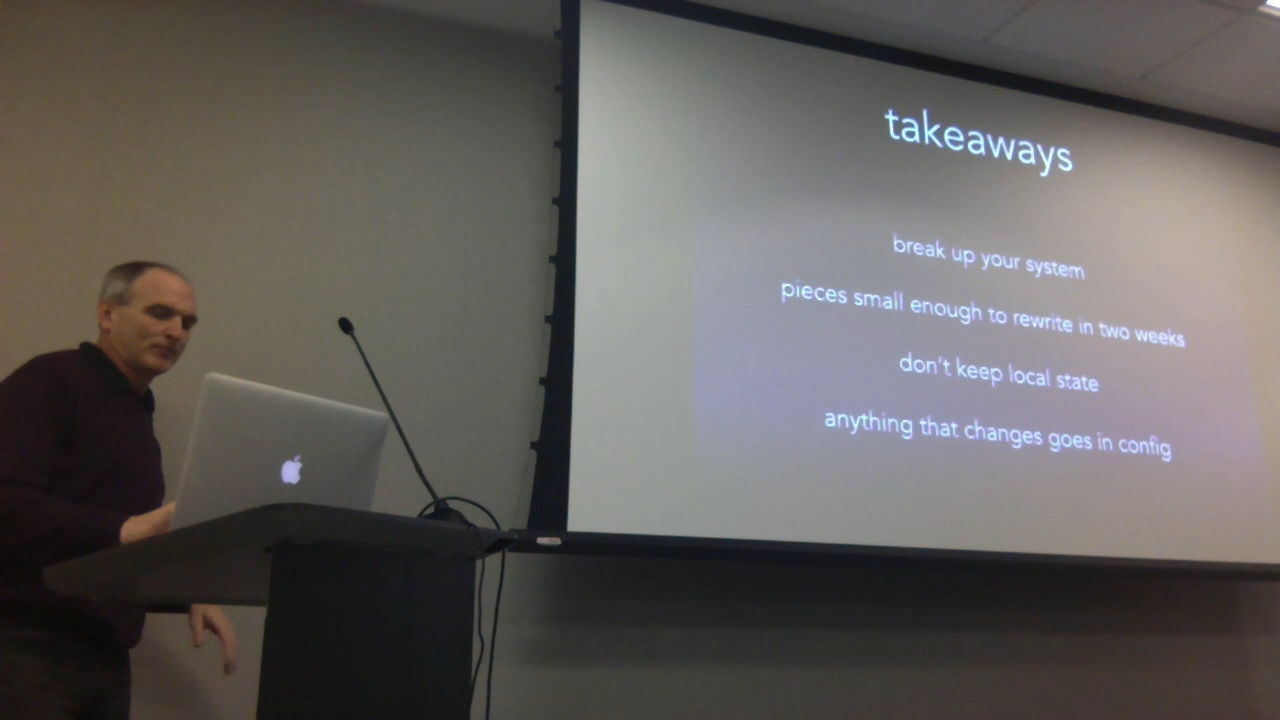 takeaways
break up your system
pieces small enough to rewrite in two weeks
don't keep local state
anything that changes goes in config